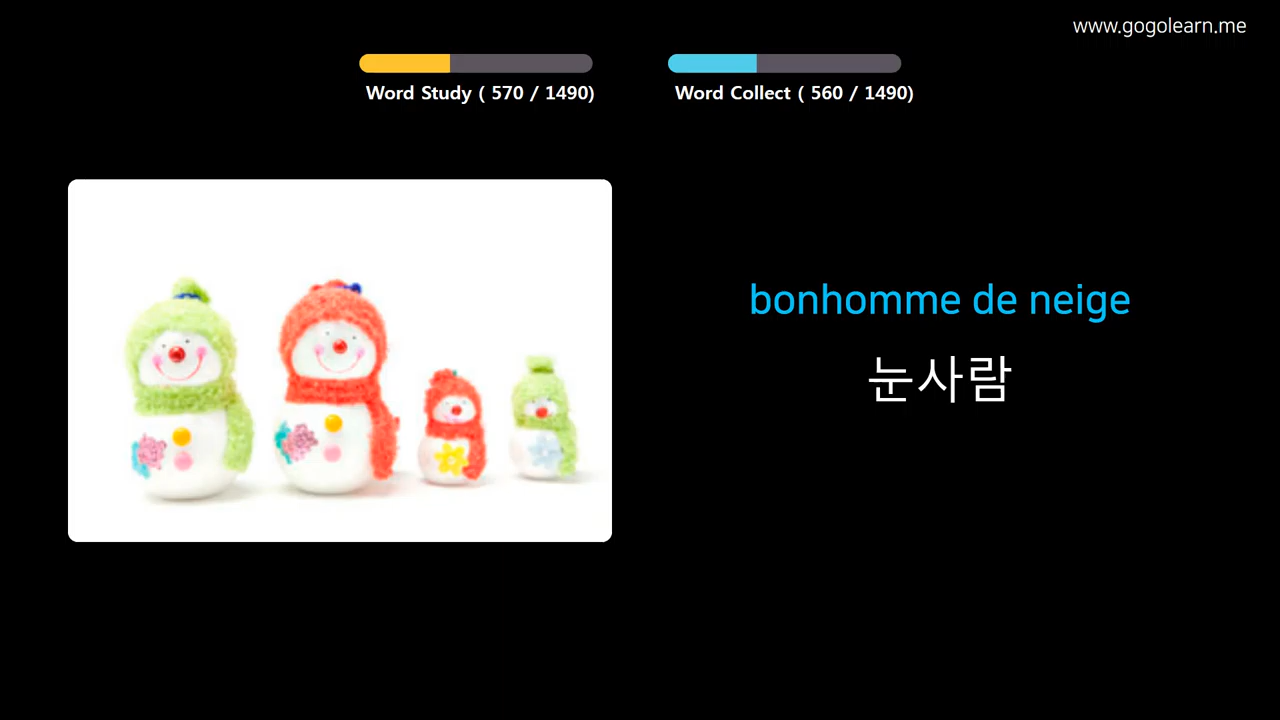 www.gogolearn.me
Word Study ( 570 / 1490)
Word Collect ( 560 / 1490)
bonhomme de neige
눈사람